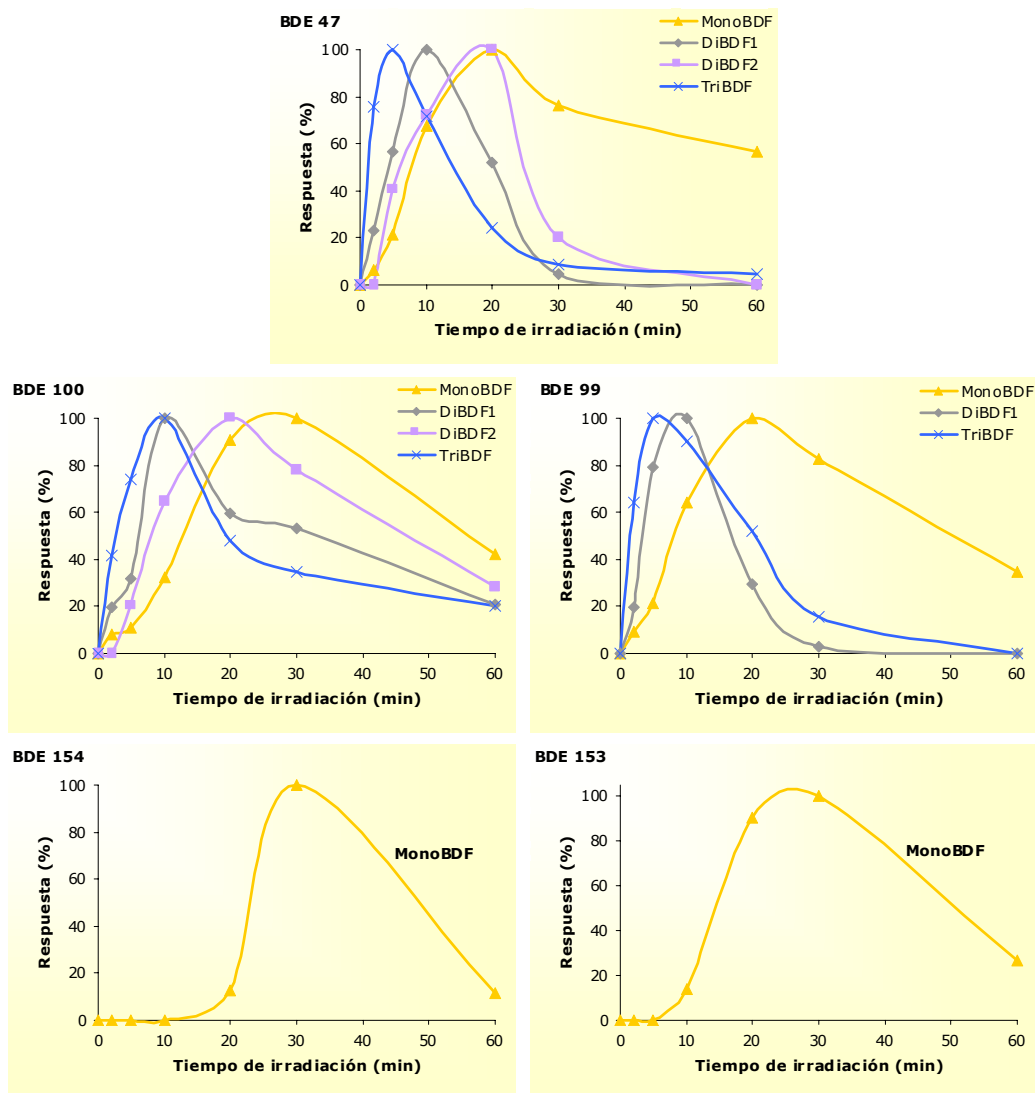 BDE 47
MonoBDF
DiBDF1
DiBDF2
TriBDF
Respuesta (%)
100
80
60
40
20
0
0 10 20 30 40 50 60
Tiempo de irradiación (min)
BDE 100
MonoBDF
DiBDF1
DiBDF2
TriBDF
Respuesta (%)
100
80
60
40
20
0
0 10 20 30 40 50 60
Tiempo de irradiación (min)
BDE 99
MonoBDF
DiBDF1
TriBDF
Respuesta (%)
100
80
60
40
20
0
0 10 20 30 40 50 60
Tiempo de irradiación (min)
BDE 154
MonoBDF
Respuesta (%)
100
80
60
40
20
0
0 10 20 30 40 50 60
Tiempo de irradiación (min)
BDE 153
MonoBDF
Respuesta (%)
100
80
60
40
20
0
0 10 20 30 40 50 60
Tiempo de irradiación (min)